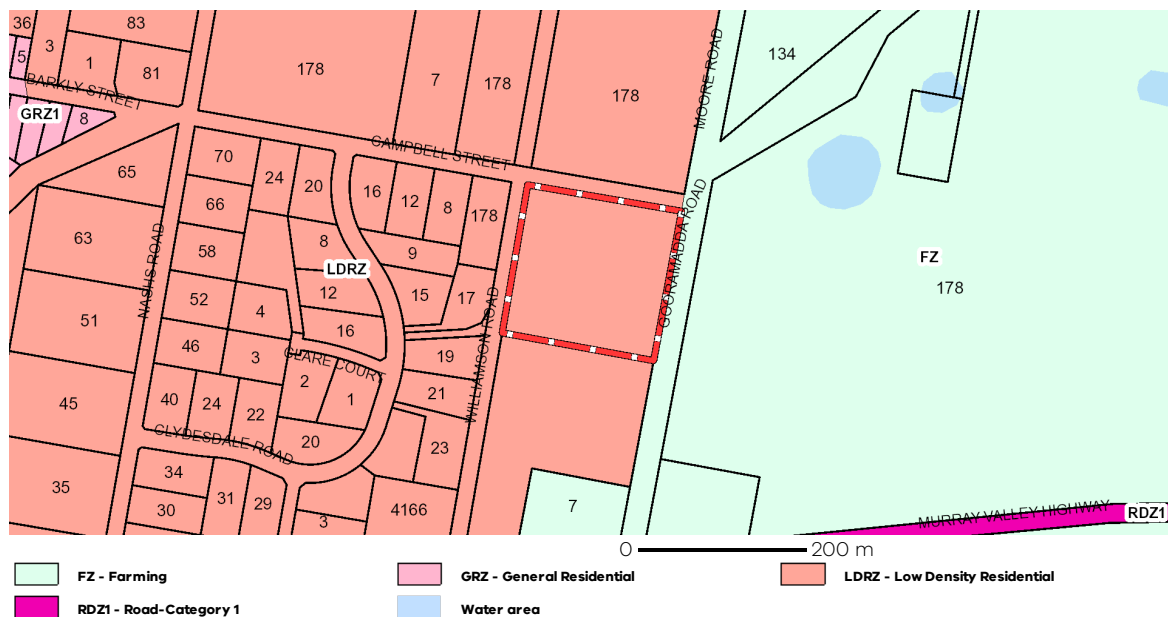 36
83
5
3
1
81
178
7
178
178
134
MOORE ROAD
BARKLY STREET
GRZ1
8
CAMPBELL STREET
65
70
24
20
16
12
8
178
66
63
58
8
9
GOORAMADDA ROAD
FZ
178
NASHS ROAD
LDRZ
52
4
12
15
17
WILLIAMSON ROAD
51
46
3
16
19
CLARE COURT
2
1
21
45
40
24
22
CLYDESDALE ROAD
20
23
35
34
31
29
30
3
4166
7
MURRAY VALLEY HIGHWAY
RDZ1
0 200 m
FZ - Farming
GRZ - General Residential
LDRZ - Low Density Residential
RDZ1 - Road-Category 1
Water area